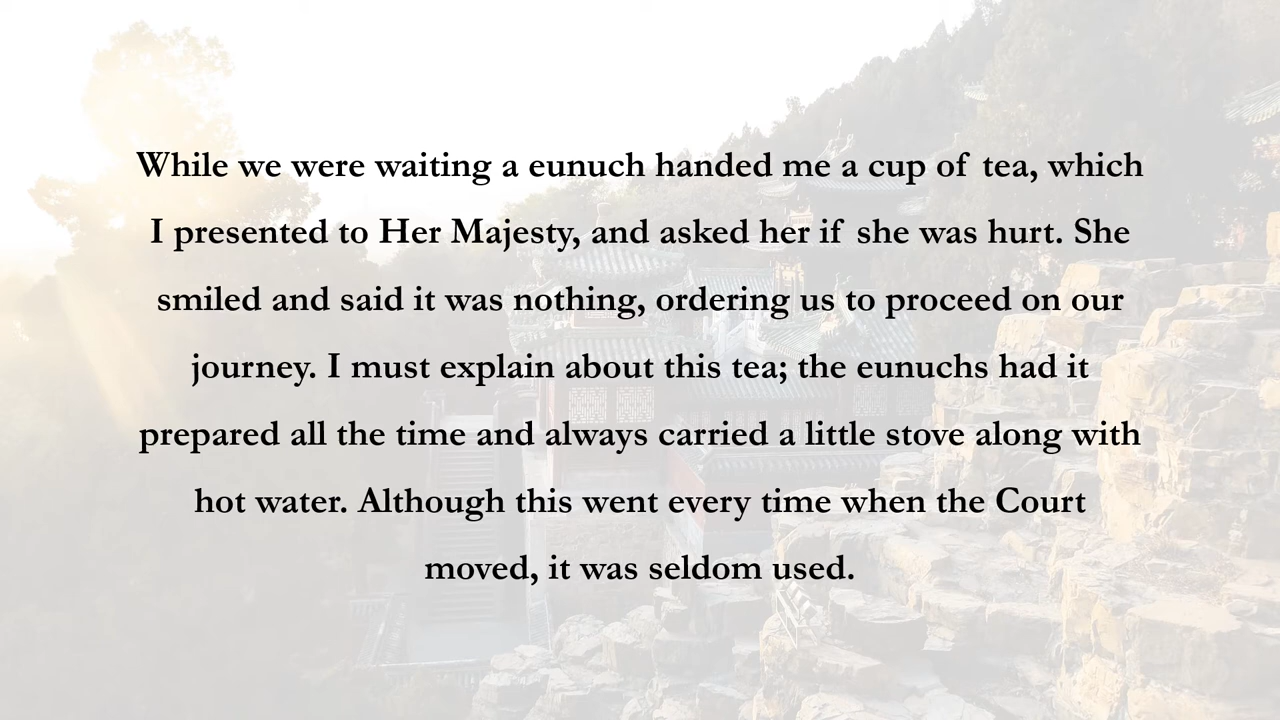 While we were waiting a eunuch handed me a cup of tea, which
I presented to Her Majesty, and asked her if she was hurt. She
smiled and said it was nothing, ordering us to proceed on our
journey. I must explain about this tea; the eunuchs had it
prepared all the time and always carried a little stove along with
hot water. Although this went every time when the Court
moved, it was seldom used.